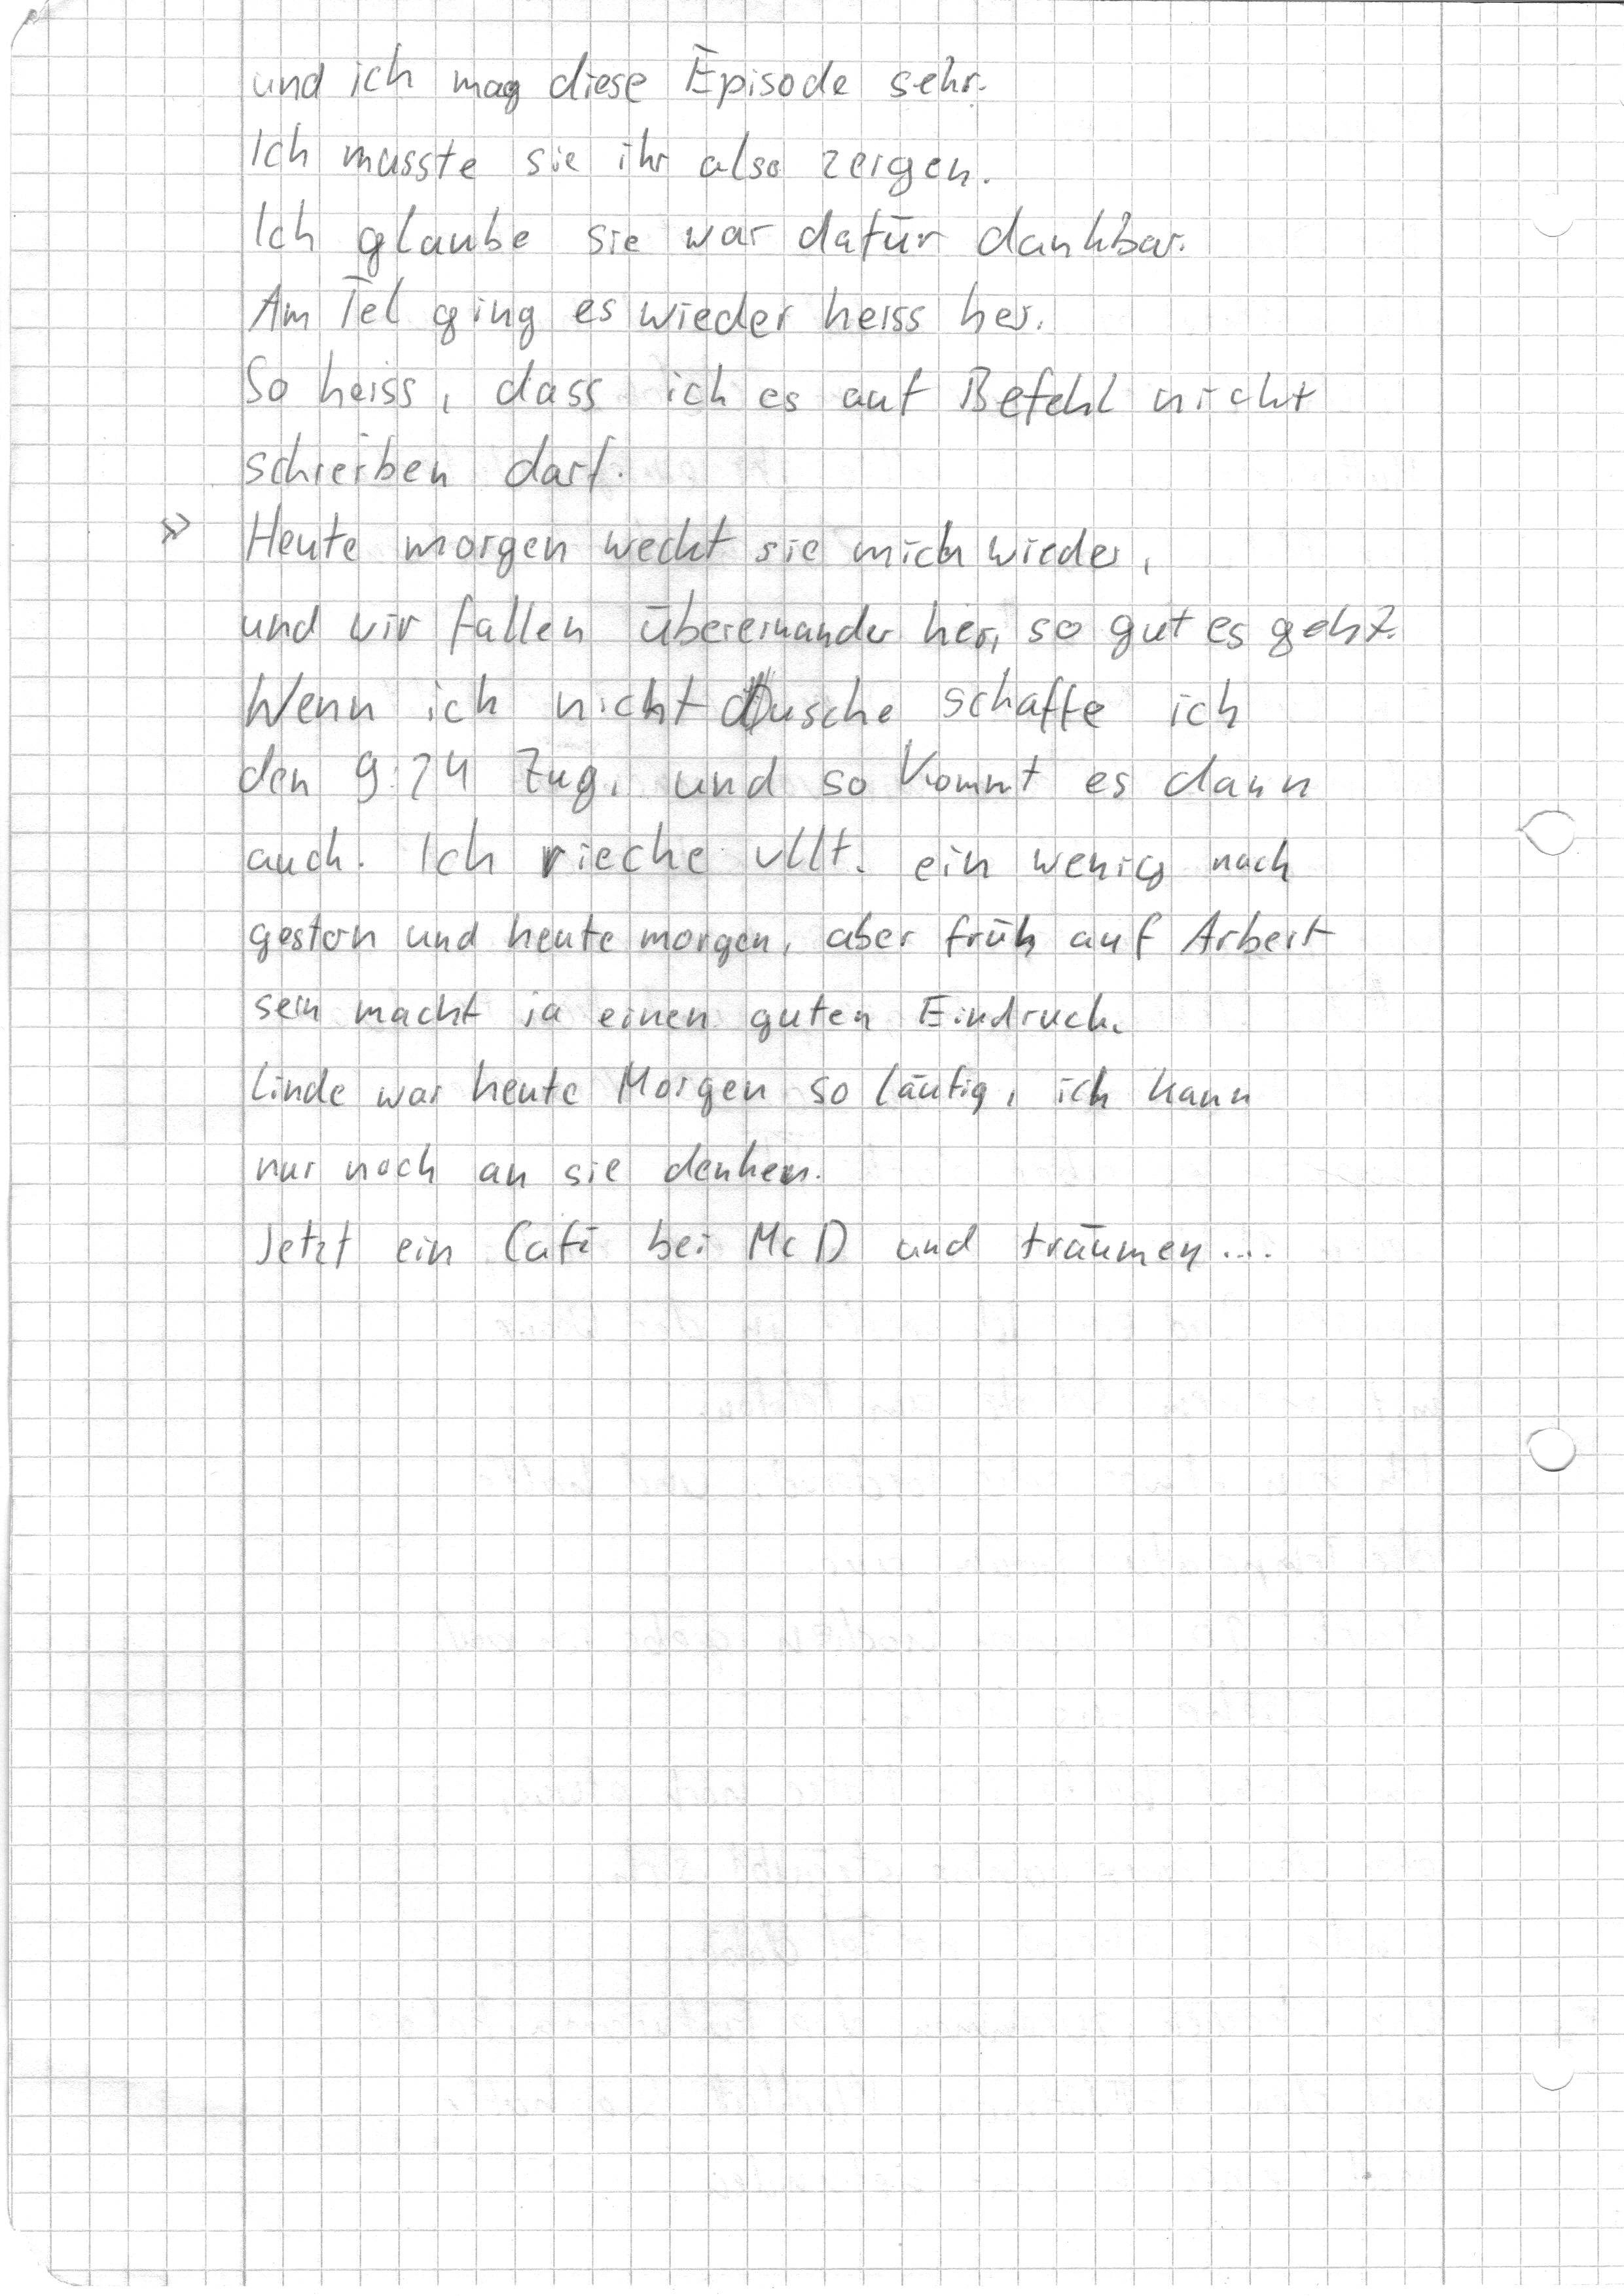 und ich mag diese Episode sehr.
Ich musste sie ihr also zeigen.
Ich glaube sie war dafür dankbar.
Am Tel ging es wieder heiss her.
So heiss, dass ich es auf Befehl nicht
schreiben darf.
Heute morgen weckt sie mich wieder,
und wir fallen übereinander her, so gut es geht.
Wenn ich nicht Dusche schaffe ich
den 9:24 Zug, und so kommt es dann
auch. Ich rieche vllt. ein wenig nach
gestern und heute morgen, aber früh auf Arbeit
sein macht ja einen guten Eindruck.
Linde war heute Morgen so läufig, ich kann
nur noch an sie denken.
Jetzt ein Café bei McD und träumen...